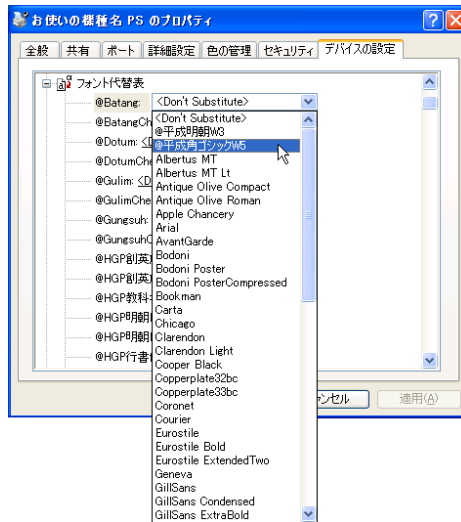 お使いの機種名 PS のプロパティ
全般
共有
ポート
詳細設定
色の管理
セキュリティ
デバイスの設定
フォント代替表
@Batang: <Don't Substitute>
@BatangCh
@Dotum: <D
@DotumChe
@Gulim: <D
@GulimChe
@Gungsuh:
@GungsuhC
@HGP創英
@HGP創英
@HGP教科
@HGP明朝
@HGP明朝
@HGP行書
<Don't Substitute>
@平成明朝W3
@平成角ゴシックW5
Albertus MT
Albertus MT Lt
Antique Olive Compact
Antique Olive Roman
Apple Chancery
Arial
AvantGarde
Bodoni
Bodoni Poster
Bodoni PosterCompressed
Bookman
Carta
Chicago
Clarendon
Clarendon Light
Cooper Black
Copperplate32bc
Copperplate33bc
Coronet
Courier
Eurostile
Eurostile Bold
Eurostile ExtendedTwo
Geneva
GillSans
GillSans Condensed
GillSans ExtraBold
ャンセル
適用(A)